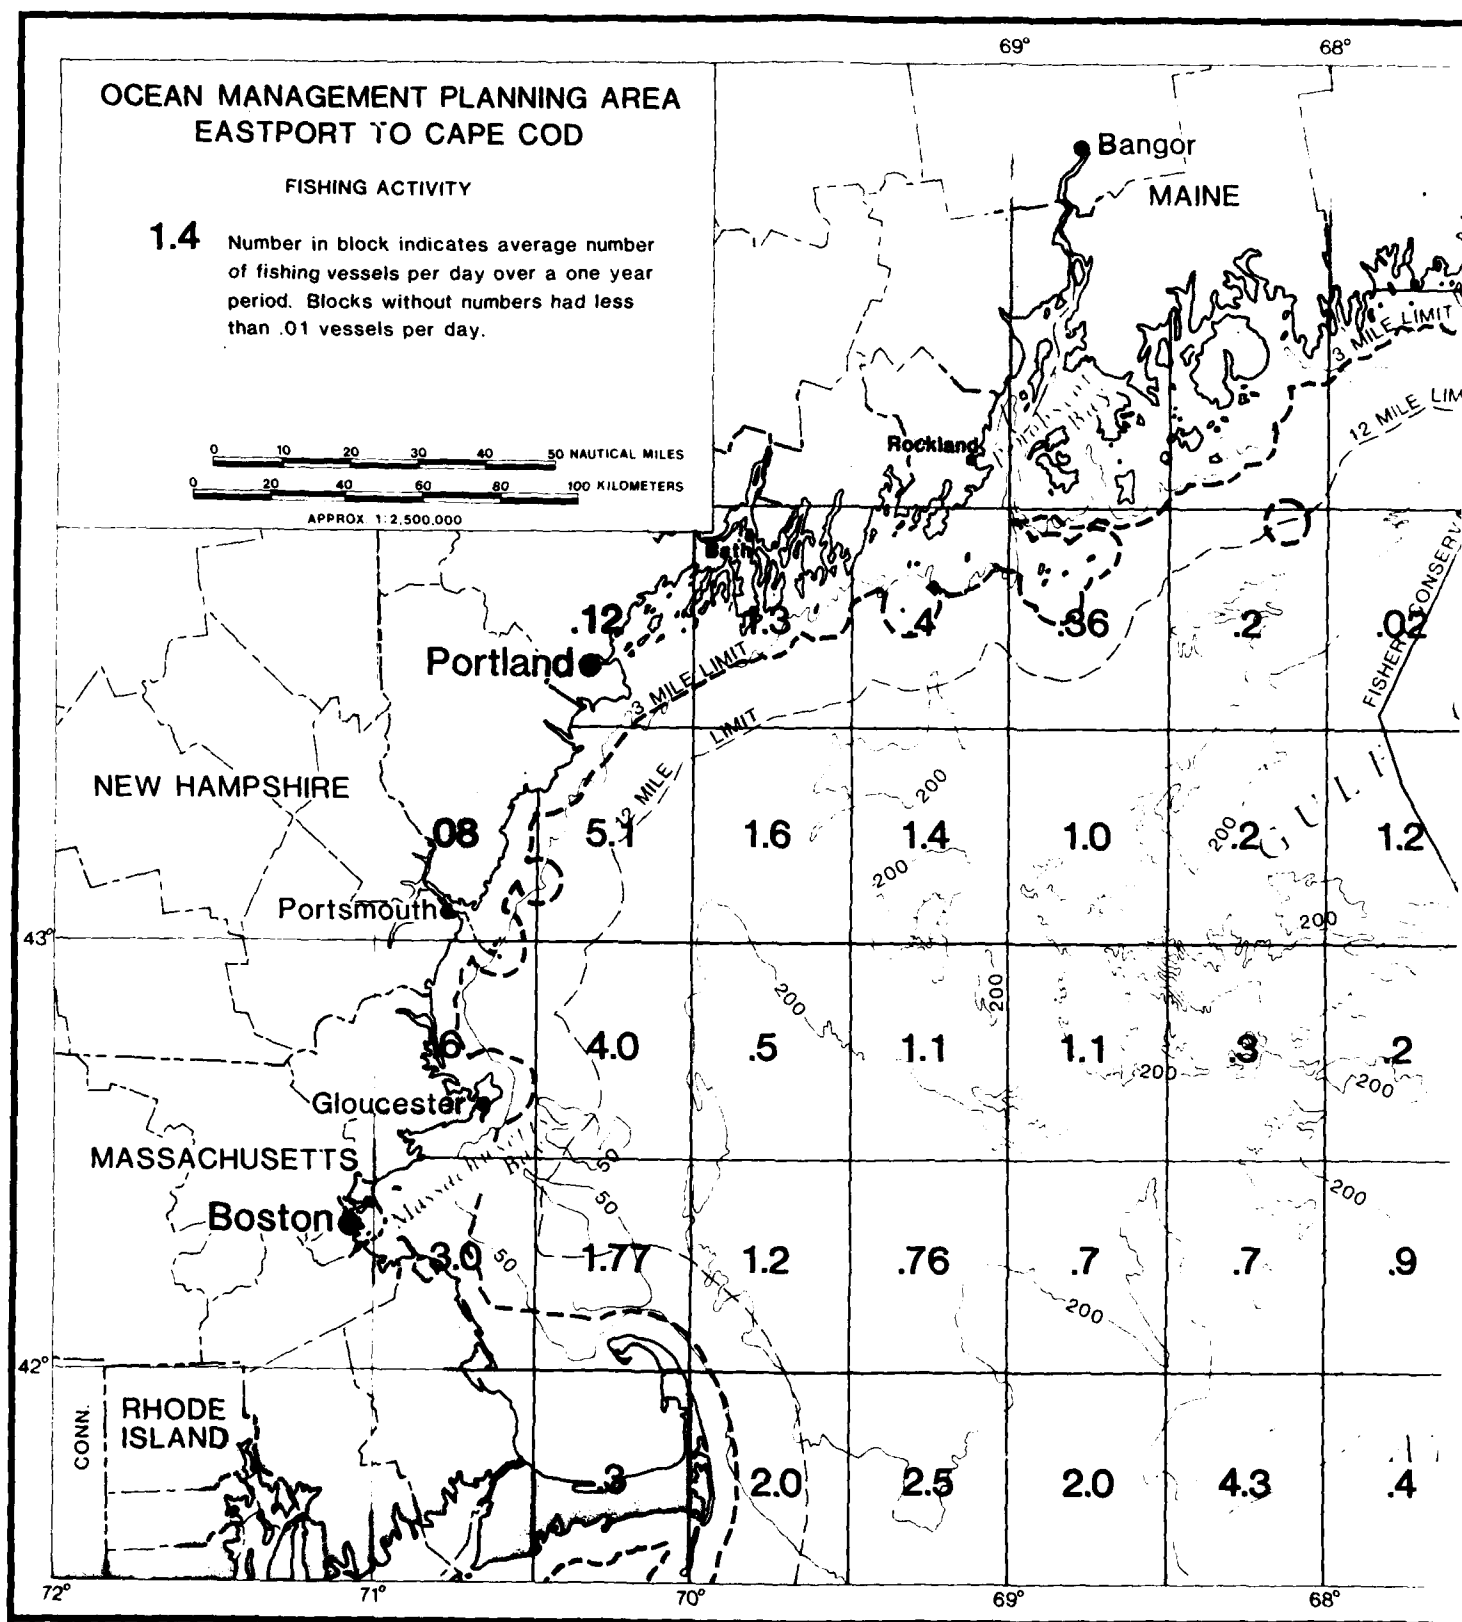 69° 68°
OCEAN MANAGEMENT PLANNING AREA
EASTPORT TO CAPE COD
FISHING ACTIVITY
1.4 Number in block indicates average number
of fishing vessels per day over a one year
period. Blocks without numbers had less
than .01 vessels per day.
0 10 20 30 40 50 NAUTICAL MILES
0 20 40 60 80 100 KILOMETERS
APPROX 1:2,500,000
Bangor
MAINE
3 MILE LIMIT
12 MILE LIM
Penobscot
Bay
Rockland
Bath
FISHERY CONSERV
.12 1.3 .4 .36 .2 .02
Portland
3 MILE LIMIT
12 MILE LIMIT
NEW HAMPSHIRE
200
GULF
08 5.1 1.6 1.4 1.0 .2 1.2
200
200
Portsmouth
200
43°
200
200
.6 4.0 .5 1.1 1.1 .3 .2
200
200
Gloucester
MASSACHUSETTS
Massachusetts
Bay
50
50
200
Boston
3.0 1.77 1.2 .76 .7 .7 .9
50
200
42°
CONN.
RHODE
ISLAND
.3 2.0 2.5 2.0 4.3 .4
72° 71° 70° 69° 68°